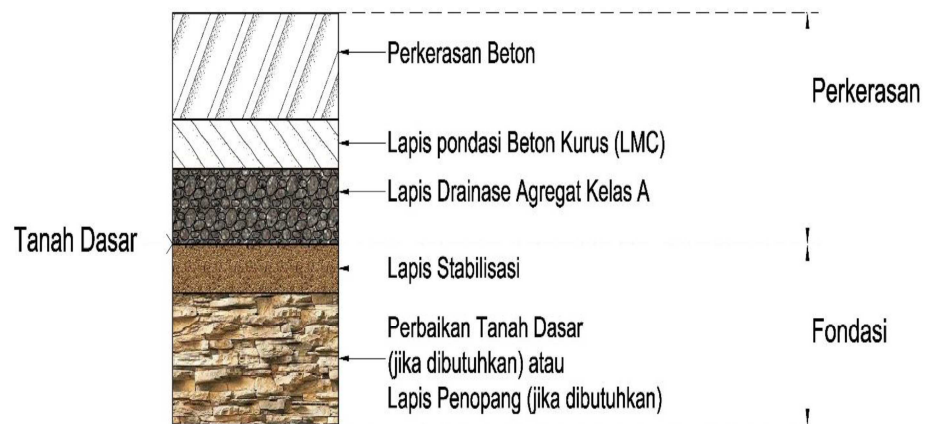 Perkerasan Beton
Perkerasan
Lapis pondasi Beton Kurus (LMC)
Lapis Drainase Agregat Kelas A
Tanah Dasar
Lapis Stabilisasi
Perbaikan Tanah Dasar
(jika dibutuhkan) atau
Lapis Penopang (jika dibutuhkan)
Fondasi